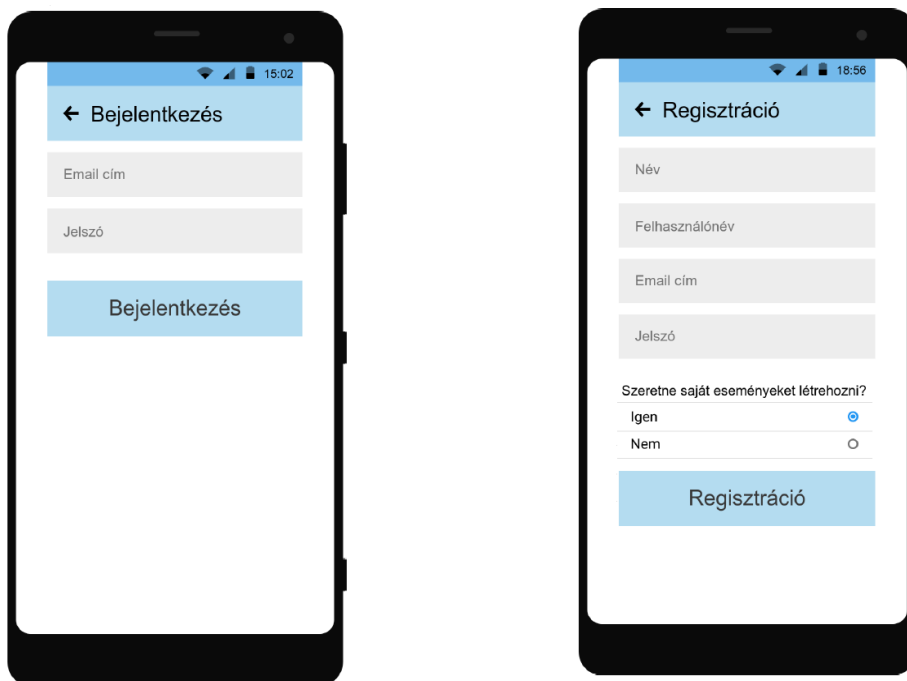 15:02
Bejelentkezés
Email cím
Jelszó
Bejelentkezés
18:56
Regisztráció
Név
Felhasználónév
Email cím
Jelszó
Szeretne saját eseményeket létrehozni?
Igen
Nem
Regisztráció